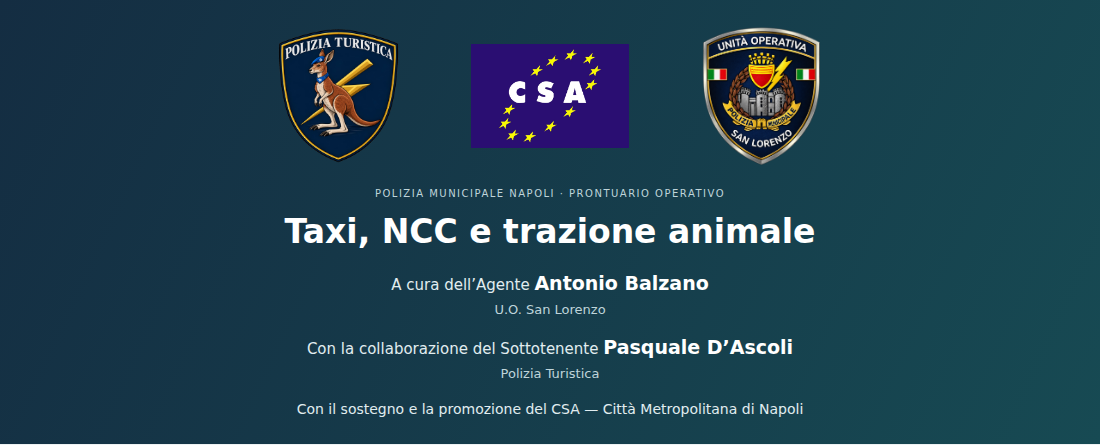 POLIZIA TURISTICA
CSA
UNITÀ OPERATIVA
POLIZIA MUNICIPALE
SAN LORENZO
POLIZIA MUNICIPALE NAPOLI · PRONTUARIO OPERATIVO
Taxi, NCC e trazione animale
A cura dell’Agente Antonio Balzano
U.O. San Lorenzo
Con la collaborazione del Sottotenente Pasquale D’Ascoli
Polizia Turistica
Con il sostegno e la promozione del CSA — Città Metropolitana di Napoli